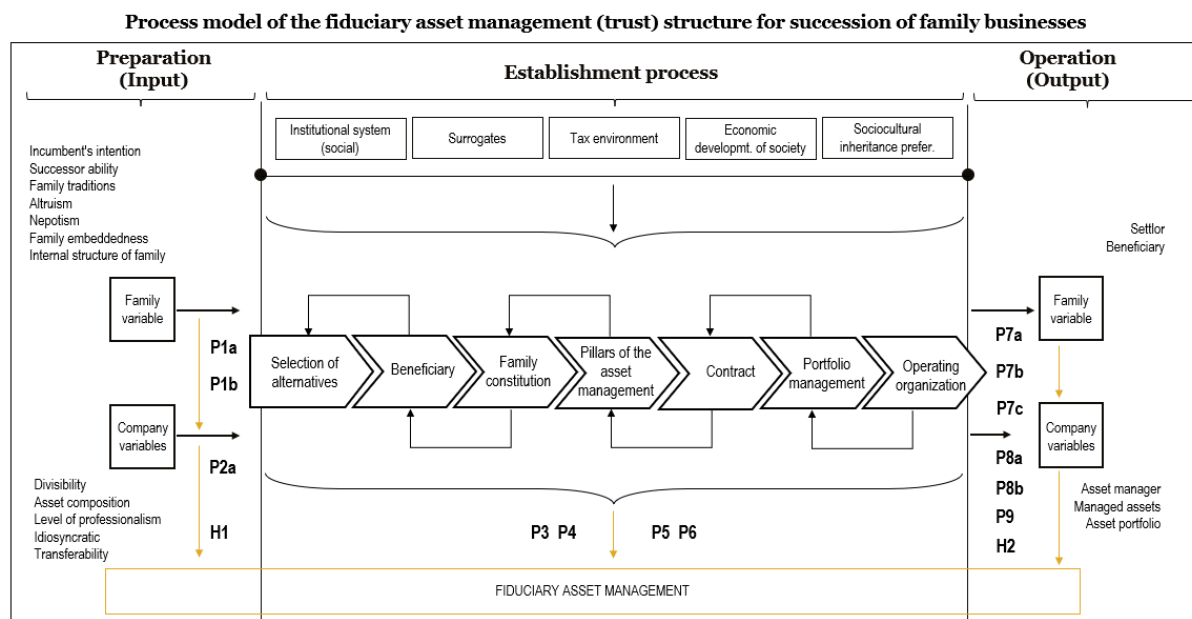 Process model of the fiduciary asset management (trust) structure for succession of family businesses
Preparation
(Input)
Establishment process
Operation
(Output)
Institutional system
(social)
Surrogates
Tax environment
Economic
developmt. of society
Sociocultural
inheritance prefer.
Incumbent's intention
Successor ability
Family traditions
Altruism
Nepotism
Family embeddedness
Internal structure of family
Settlor
Beneficiary
Family
variable
P1a
P1b
Company
variables
P2a
H1
Divisibility
Asset composition
Level of professionalism
Idiosyncratic
Transferability
Selection of
alternatives
Beneficiary
Family
constitution
Pillars of the
asset
management
Contract
Portfolio
management
Operating
organization
P3 P4
P5 P6
Family
variable
P7a
P7b
P7c
Company
variables
P8a
P8b
P9
H2
Asset manager
Managed assets
Asset portfolio
FIDUCIARY ASSET MANAGEMENT